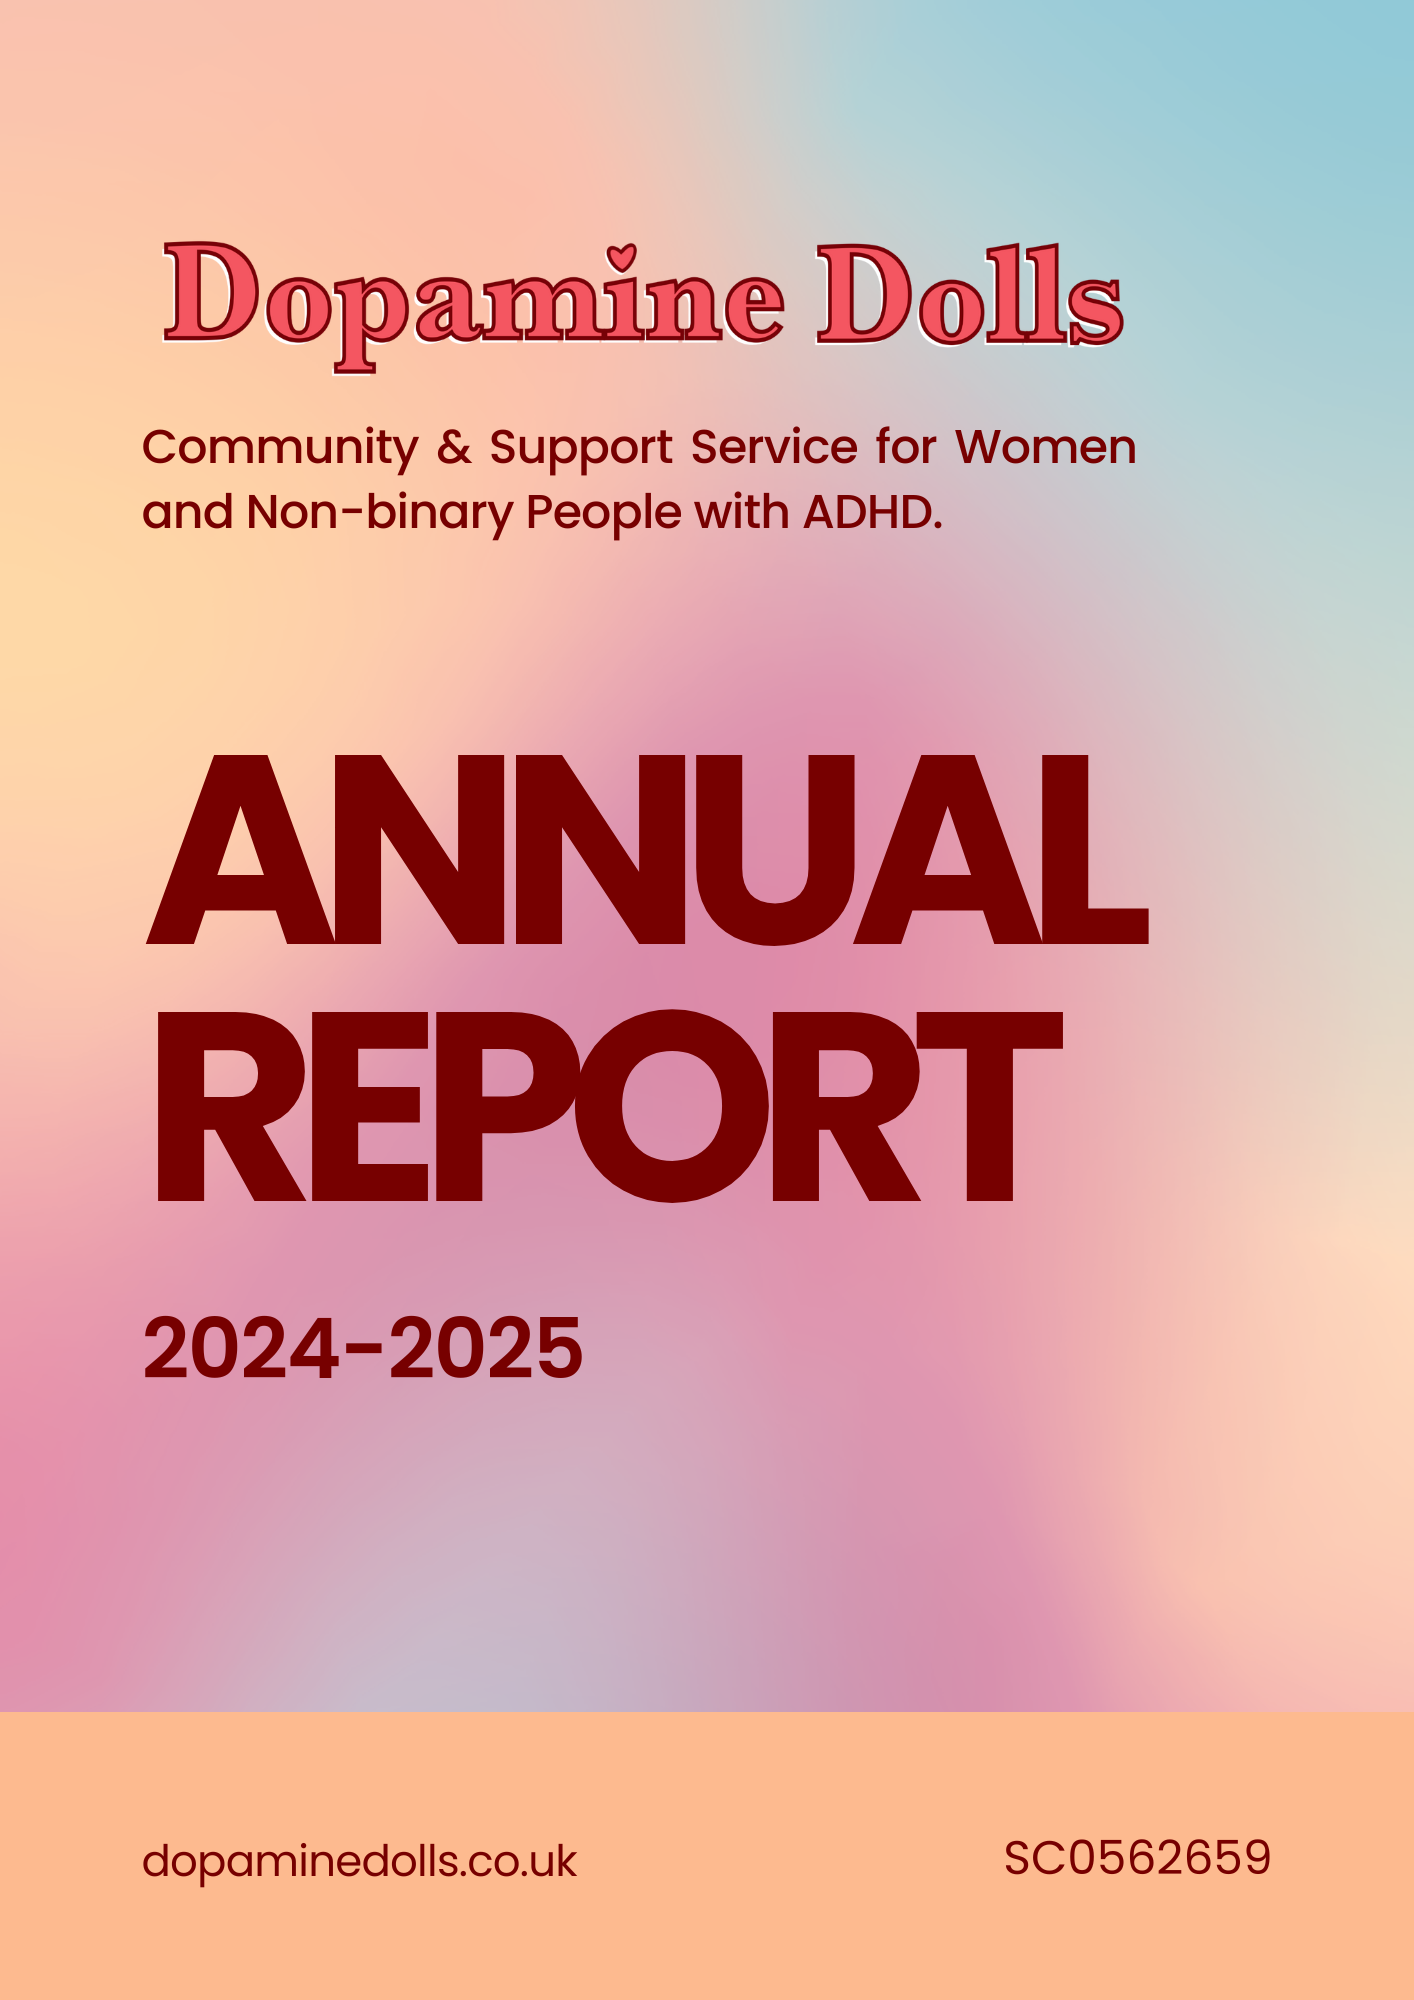 Dopamine Dolls
Community & Support Service for Women
and Non-binary People with ADHD.
ANNUAL
REPORT
2024-2025
dopaminedolls.co.uk
SC0562659